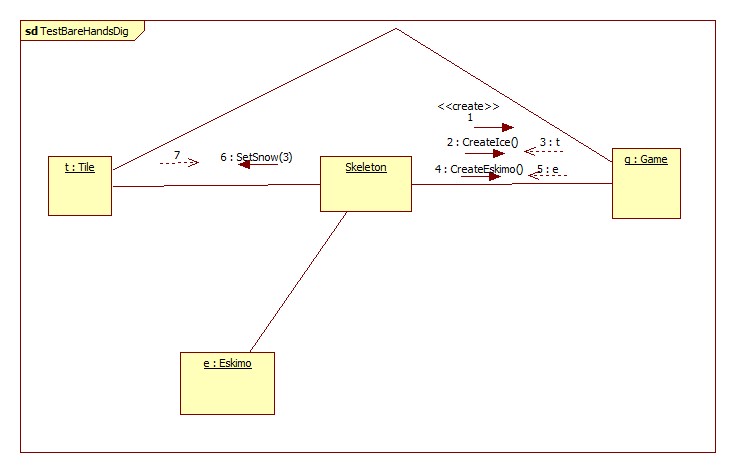 sd TestBareHandsDig
<<create>>
1
2 : CreateIce()
3 : t
7
6 : SetSnow(3)
t : Tile
Skeleton
g : Game
4 : CreateEskimo()
5 : e
e : Eskimo